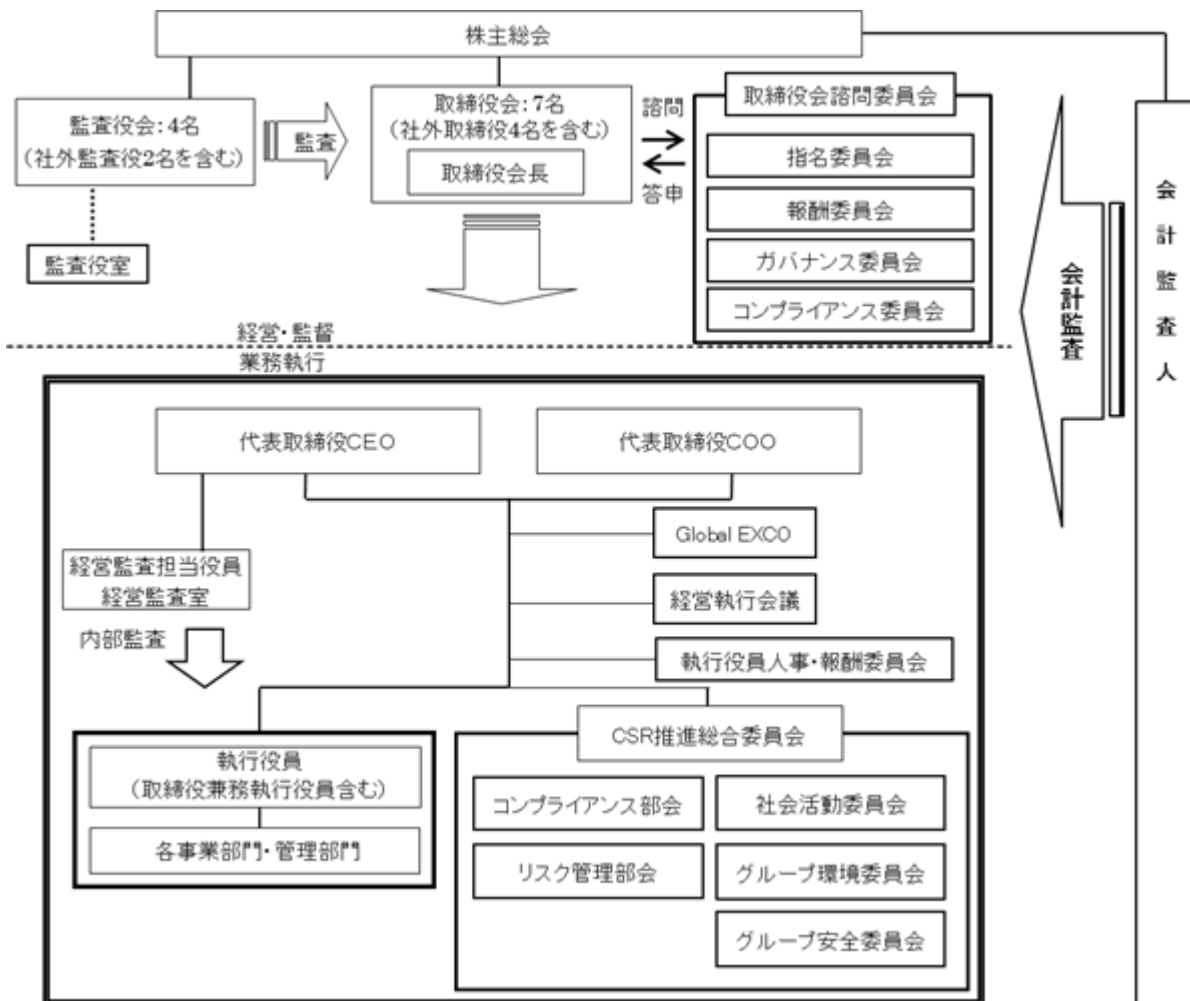 株主総会
監査役会：4名
（社外監査役2名を含む）
監査
取締役会：7名
（社外取締役4名を含む）
取締役会長
諮問
答申
取締役会諮問委員会
指名委員会
報酬委員会
ガバナンス委員会
コンプライアンス委員会
監査役室
会計監査
会計監査人
経営・監督
業務執行
代表取締役CEO
代表取締役COO
Global EXCO
経営監査担当役員
経営監査室
経営執行会議
内部監査
執行役員人事・報酬委員会
執行役員
（取締役兼務執行役員含む）
各事業部門・管理部門
CSR推進総合委員会
コンプライアンス部会
社会活動委員会
リスク管理部会
グループ環境委員会
グループ安全委員会